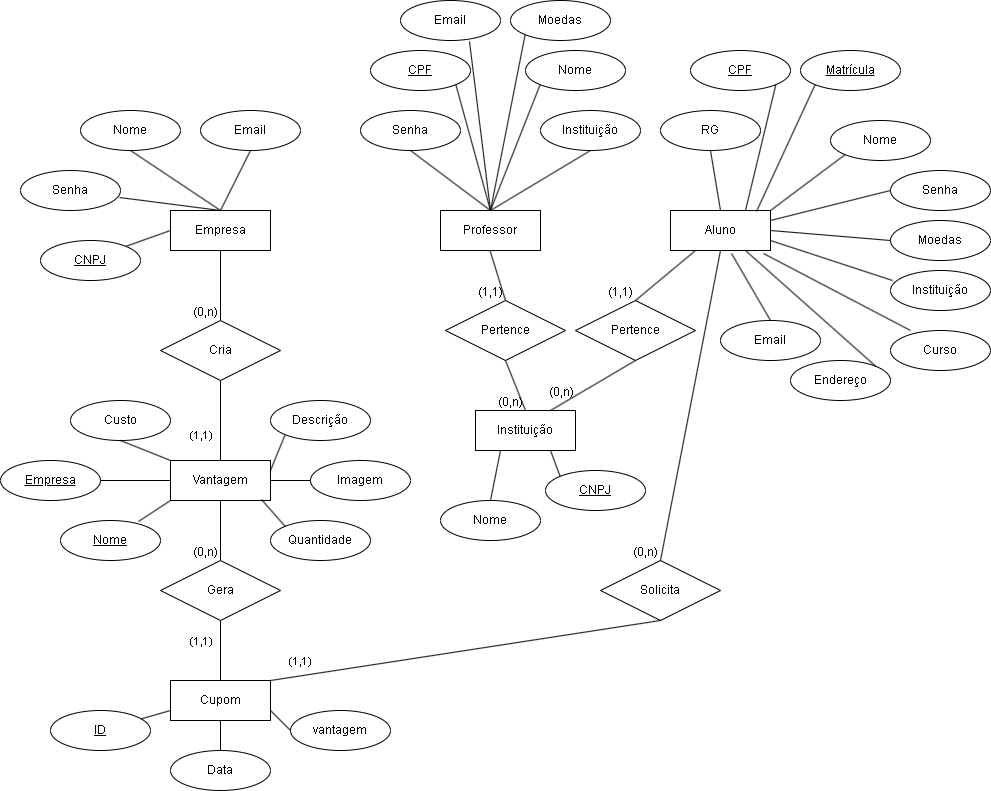 Email
Moedas
CPF
Nome
CPF
Matrícula
Nome
Email
Senha
Instituição
RG
Nome
Senha
Senha
Empresa
Professor
Aluno
Moedas
CNPJ
Instituição
(1,1)
(1,1)
(0,n)
Pertence
Pertence
Email
Cria
Curso
Endereço
(0,n)
(0,n)
Custo
Descrição
(1,1)
Instituição
Empresa
Vantagem
Imagem
CNPJ
Nome
Quantidade
Nome
(0,n)
(0,n)
Gera
Solicita
(1,1)
(1,1)
Cupom
ID
vantagem
Data